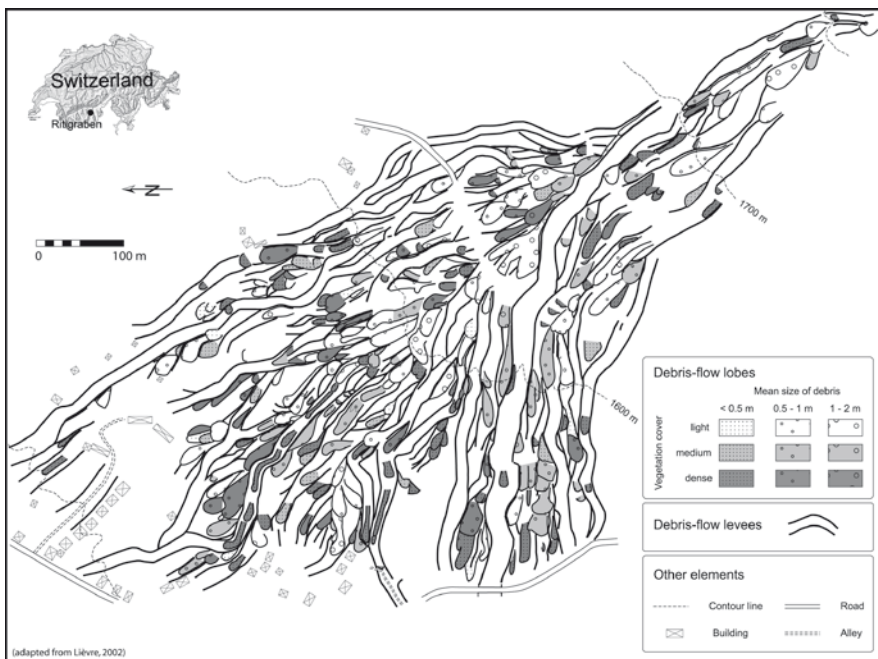 Switzerland
Ritigraben
N
0 100 m
1700 m
1600 m
Debris-flow lobes
Mean size of debris
< 0.5 m 0.5 - 1 m 1 - 2 m
Vegetation cover
light
medium
dense
Debris-flow levees
Other elements
Contour line Road
Building Alley
(adapted from Lièvre, 2002)